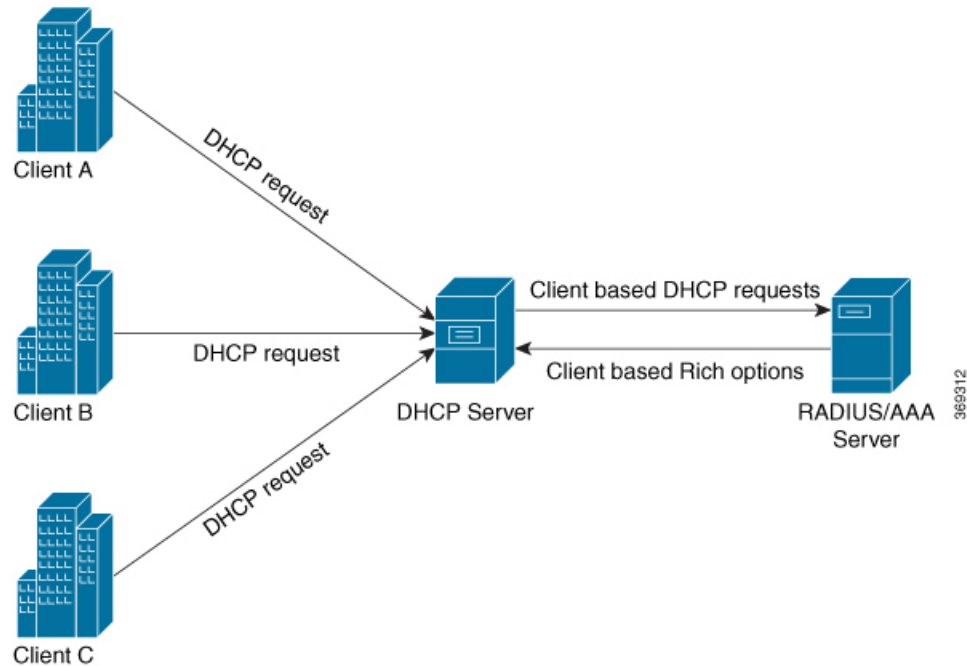 Client A
DHCP request
Client B
DHCP request
Client C
DHCP request
DHCP Server
Client based DHCP requests
Client based Rich options
RADIUS/AAA
Server
369312